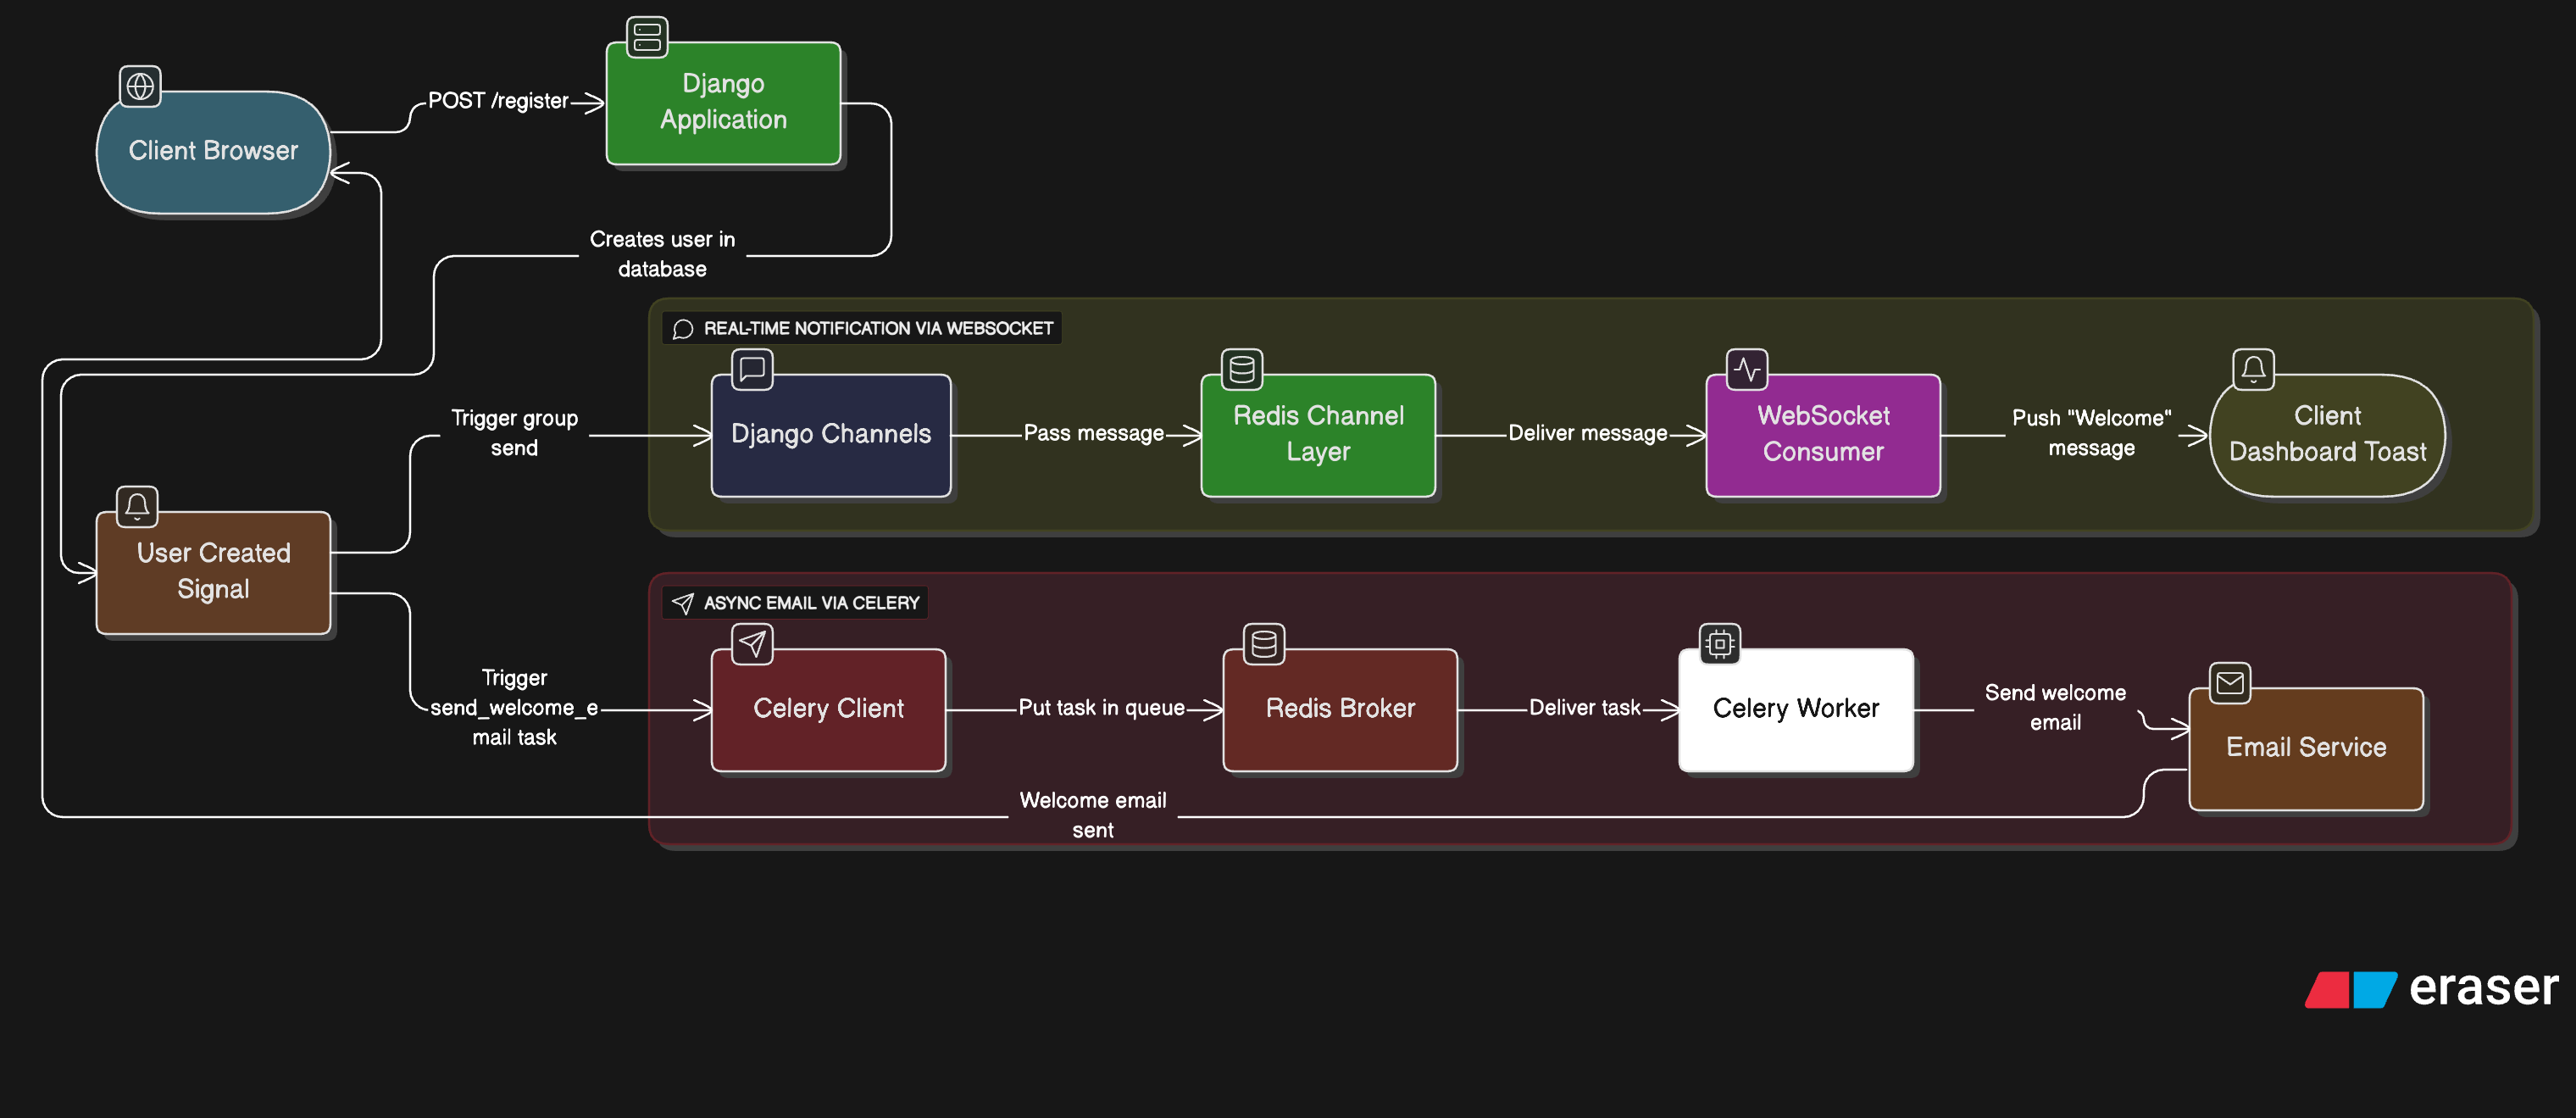 Client Browser
POST /register
Django
Application
Creates user in
database
REAL-TIME NOTIFICATION VIA WEBSOCKET
Trigger group
send
Django Channels
Pass message
Redis Channel
Layer
Deliver message
WebSocket
Consumer
Push "Welcome"
message
Client
Dashboard Toast
User Created
Signal
ASYNC EMAIL VIA CELERY
Trigger
send_welcome_e
mail task
Celery Client
Put task in queue
Redis Broker
Deliver task
Celery Worker
Send welcome
email
Email Service
Welcome email
sent
eraser